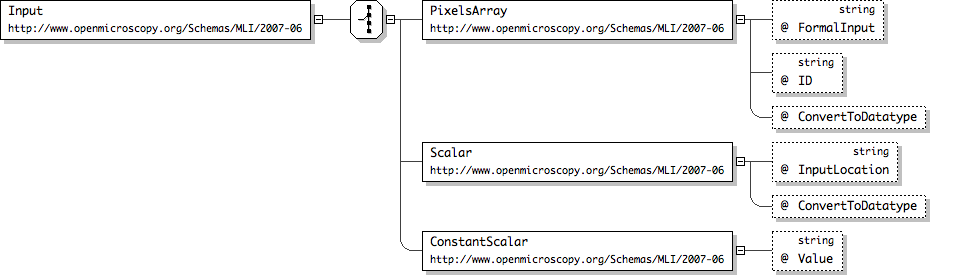 Input
http://www.openmicroscopy.org/Schemas/MLI/2007-06
PixelsArray
http://www.openmicroscopy.org/Schemas/MLI/2007-06
string
@ FormalInput
string
@ ID
@ ConvertToDatatype
Scalar
http://www.openmicroscopy.org/Schemas/MLI/2007-06
string
@ InputLocation
@ ConvertToDatatype
ConstantScalar
http://www.openmicroscopy.org/Schemas/MLI/2007-06
string
@ Value